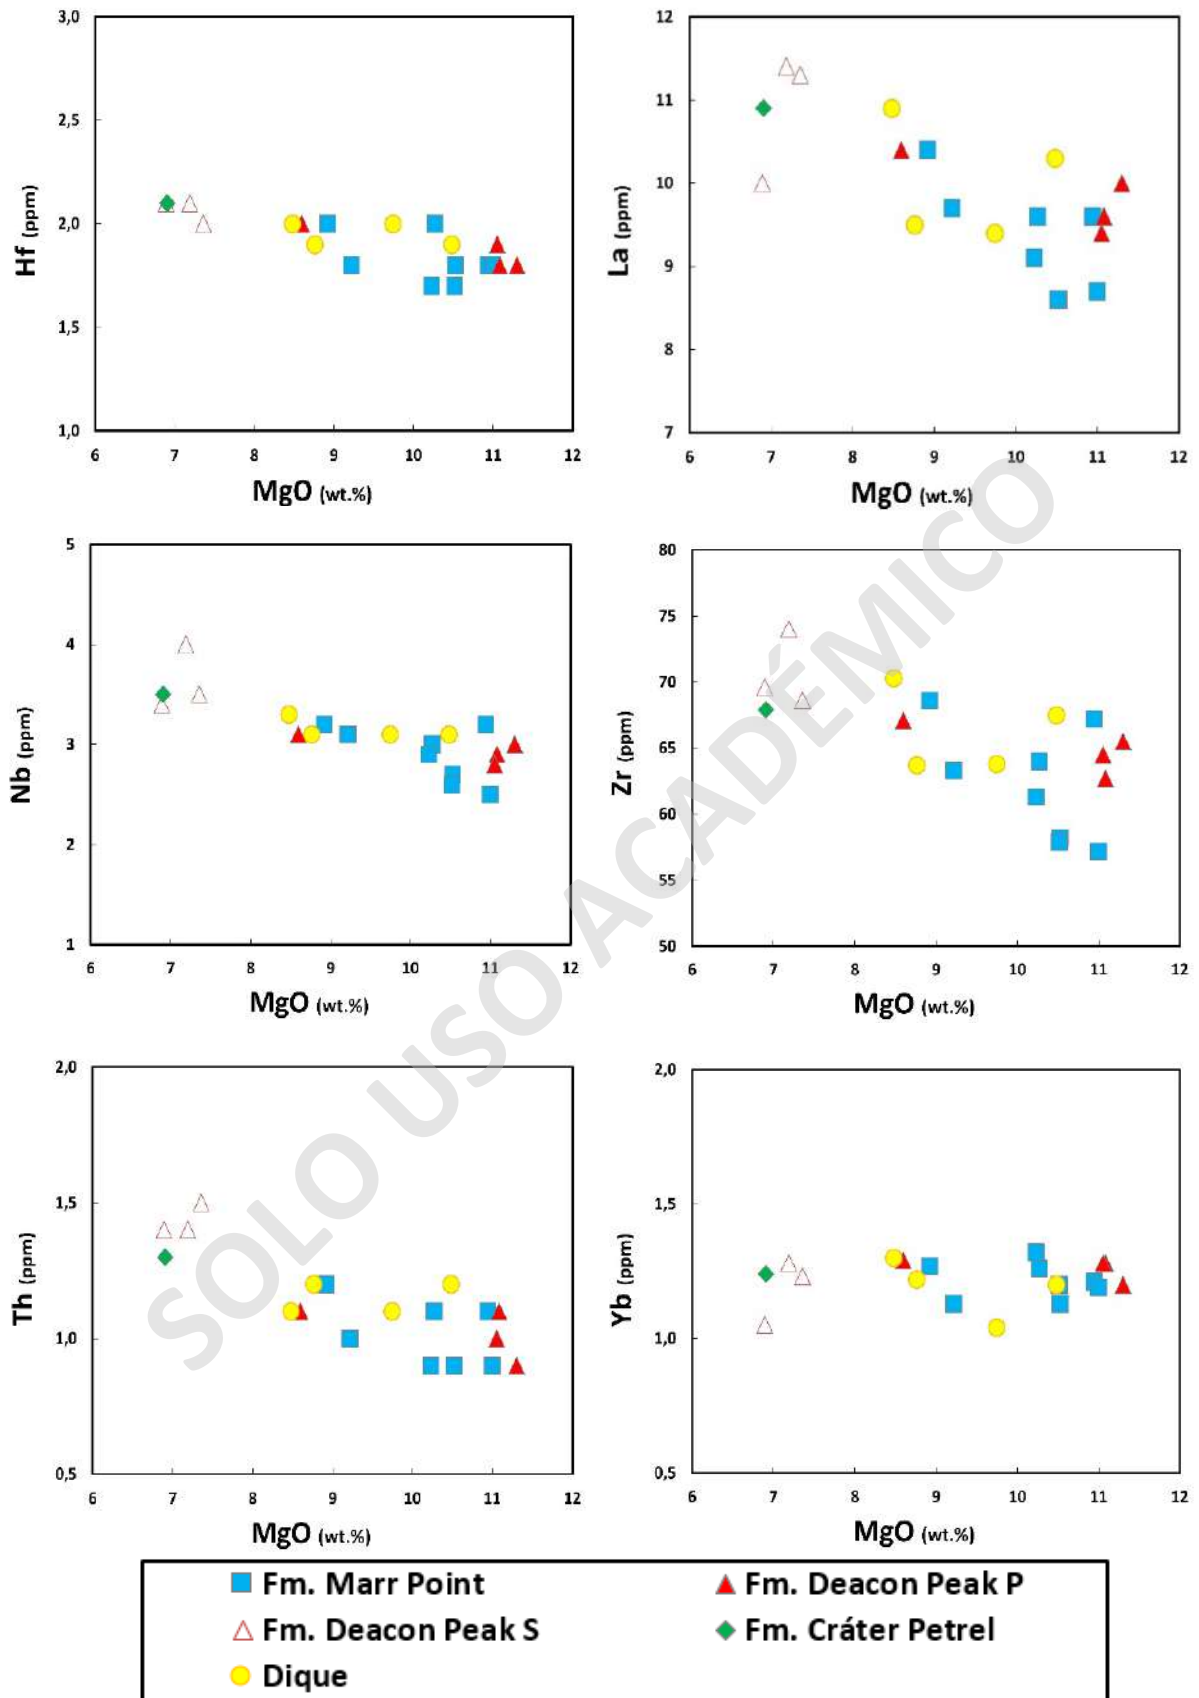 3,0
2,5
2,0
1,5
1,0
Hf (ppm)
6 7 8 9 10 11 12
MgO (wt.%)
12
11
10
9
8
7
La (ppm)
6 7 8 9 10 11 12
MgO (wt.%)
5
4
3
2
1
Nb (ppm)
6 7 8 9 10 11 12
MgO (wt.%)
80
75
70
65
60
55
50
Zr (ppm)
6 7 8 9 10 11 12
MgO (wt.%)
2,0
1,5
1,0
0,5
Th (ppm)
6 7 8 9 10 11 12
MgO (wt.%)
2,0
1,5
1,0
0,5
Yb (ppm)
6 7 8 9 10 11 12
MgO (wt.%)
Fm. Marr Point
Fm. Deacon Peak P
Fm. Deacon Peak S
Fm. Cráter Petrel
Dique
SOLO USO ACADÉMICO